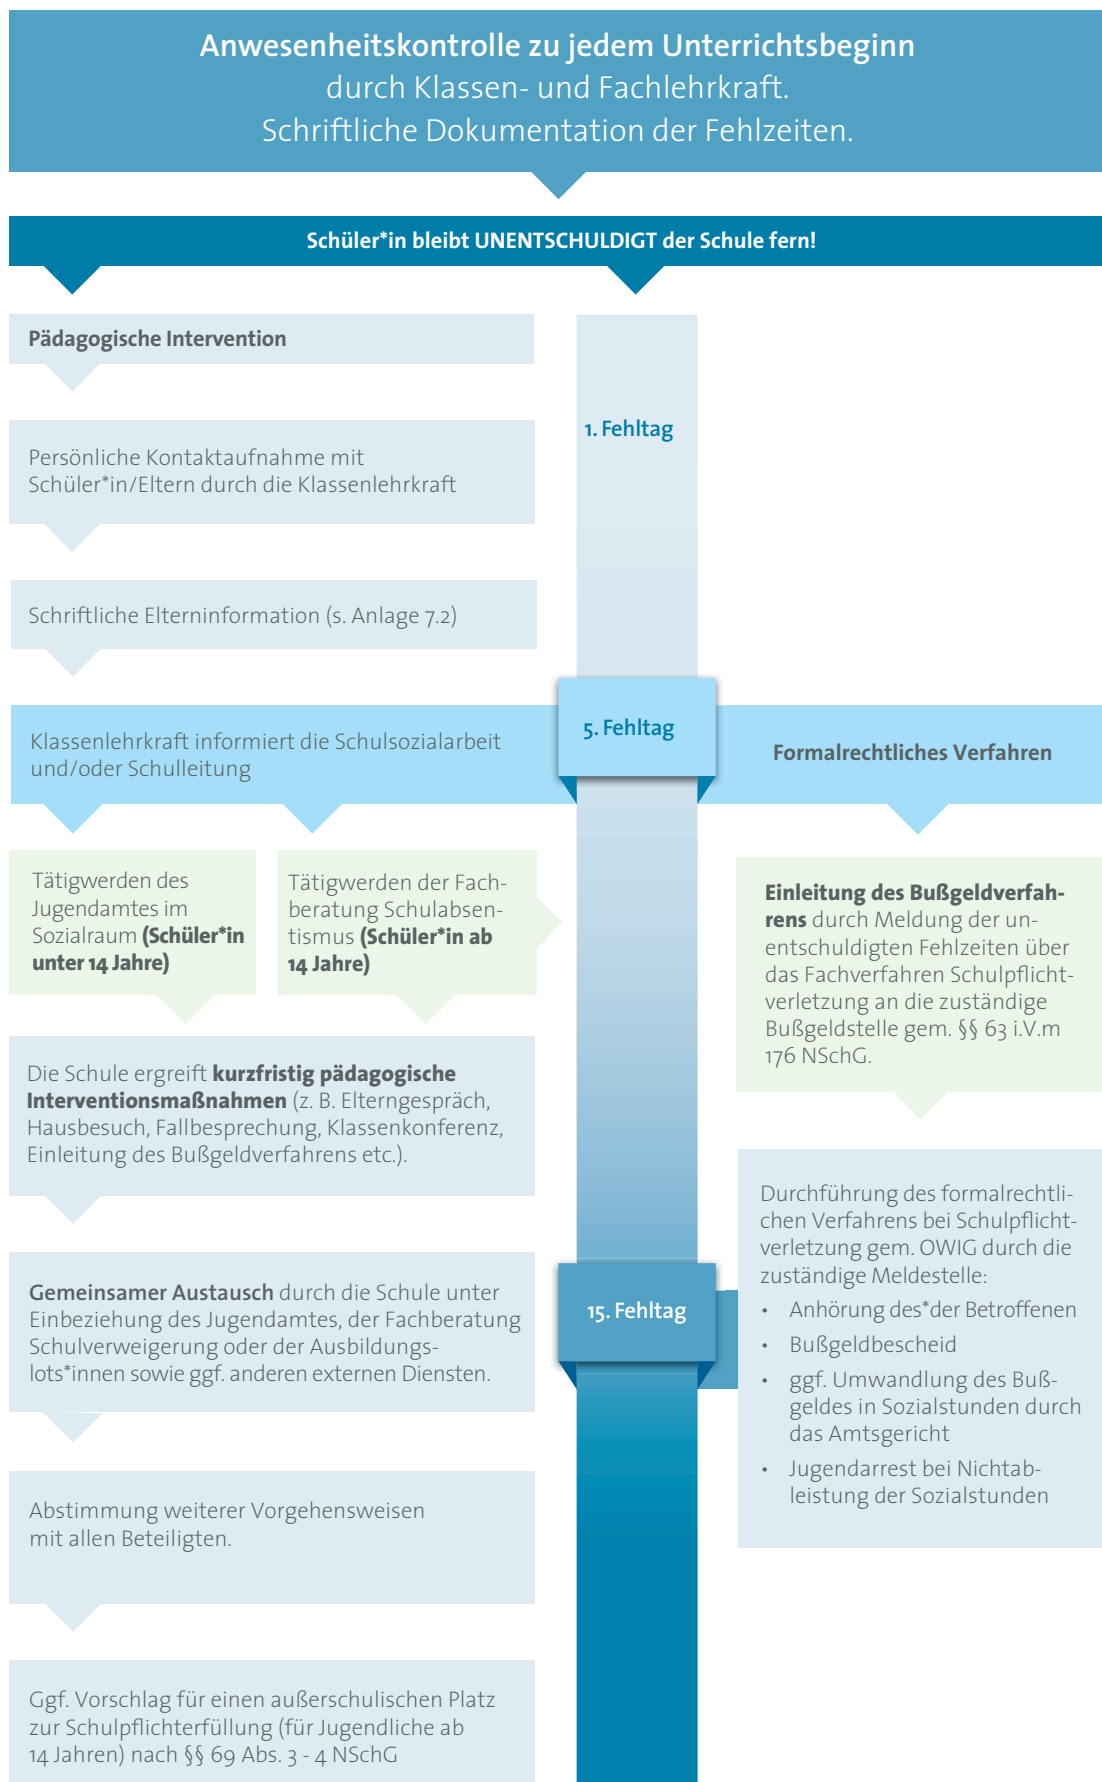 Anwesenheitskontrolle zu jedem Unterrichtsbeginn
durch Klassen- und Fachlehrkraft.
Schriftliche Dokumentation der Fehlzeiten.
Schüler*in bleibt UNENTSCHULDIGT der Schule fern!
Pädagogische Intervention
1. Fehltag
Persönliche Kontaktaufnahme mit
Schüler*in/Eltern durch die Klassenlehrkraft
Schriftliche Elterninformation (s. Anlage 7.2)
Klassenlehrkraft informiert die Schulsozialarbeit
und/oder Schulleitung
5. Fehltag
Formalrechtliches Verfahren
Tätigwerden des
Jugendamtes im
Sozialraum (Schüler*in
unter 14 Jahre)
Tätigwerden der Fach-
beratung Schulabsen-
tismus (Schüler*in ab
14 Jahre)
Einleitung des Bußgeldverfah-
rens durch Meldung der un-
entschuldigten Fehlzeiten über
das Fachverfahren Schulpflicht-
verletzung an die zuständige
Bußgeldstelle gem. §§ 63 i.V.m
176 NSchG.
Die Schule ergreift kurzfristig pädagogische
Interventionsmaßnahmen (z. B. Elterngespräch,
Hausbesuch, Fallbesprechung, Klassenkonferenz,
Einleitung des Bußgeldverfahrens etc.).
Gemeinsamer Austausch durch die Schule unter
Einbeziehung des Jugendamtes, der Fachberatung
Schulverweigerung oder der Ausbildungs-
lots*innen sowie ggf. anderen externen Diensten.
15. Fehltag
Durchführung des formalrechtli-
chen Verfahrens bei Schulpflicht-
verletzung gem. OWIG durch die
zuständige Meldestelle:
• Anhörung des*der Betroffenen
• Bußgeldbescheid
• ggf. Umwandlung des Buß-
geldes in Sozialstunden durch
das Amtsgericht
• Jugendarrest bei Nichtab-
leistung der Sozialstunden
Abstimmung weiterer Vorgehensweisen
mit allen Beteiligten.
Ggf. Vorschlag für einen außerschulischen Platz
zur Schulpflichterfüllung (für Jugendliche ab
14 Jahren) nach §§ 69 Abs. 3 - 4 NSchG